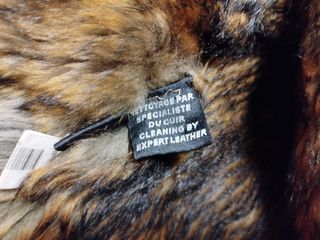 NETTOYAGE PAR
SPECIALISTE
DU CUIR
CLEANING BY
EXPERT LEATHER